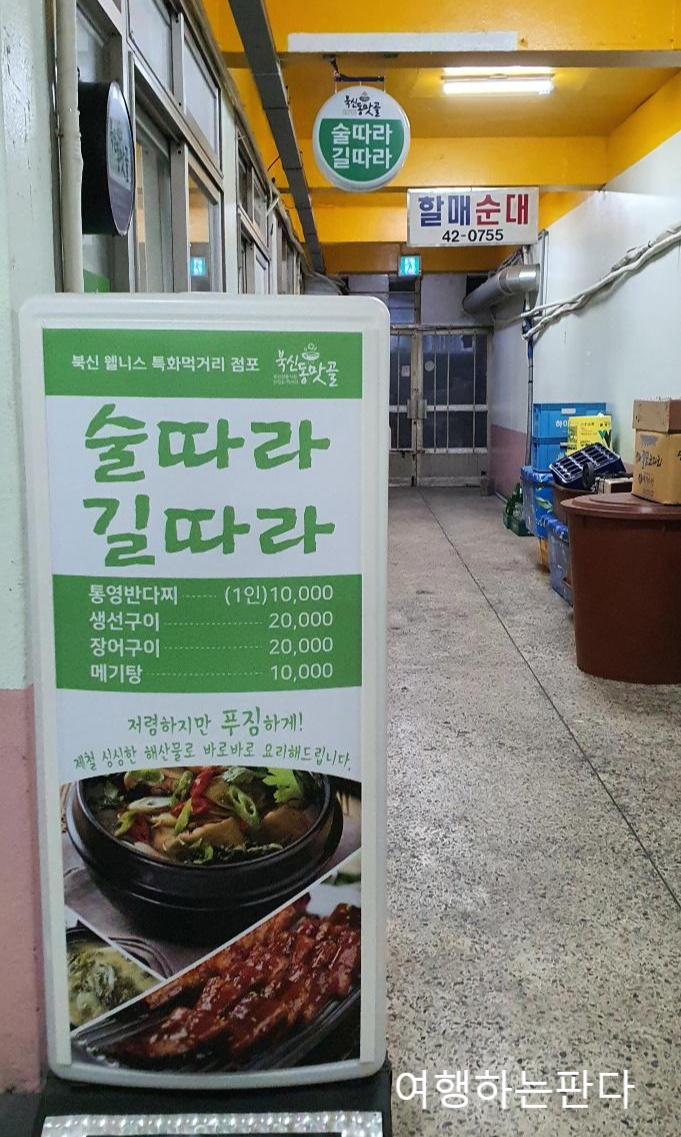 북신
동맛골
술따라
길따라
할매순대
42-0755
북신 웰니스 특화먹거리 점포
북신
동맛골
술따라
길따라
통영반다찌 (1인)10,000
생선구이 20,000
장어구이 20,000
메기탕 10,000
저렴하지만 푸짐하게!
제철 싱싱한 해산물로 바로바로 요리해드립니다.
여행하는판다